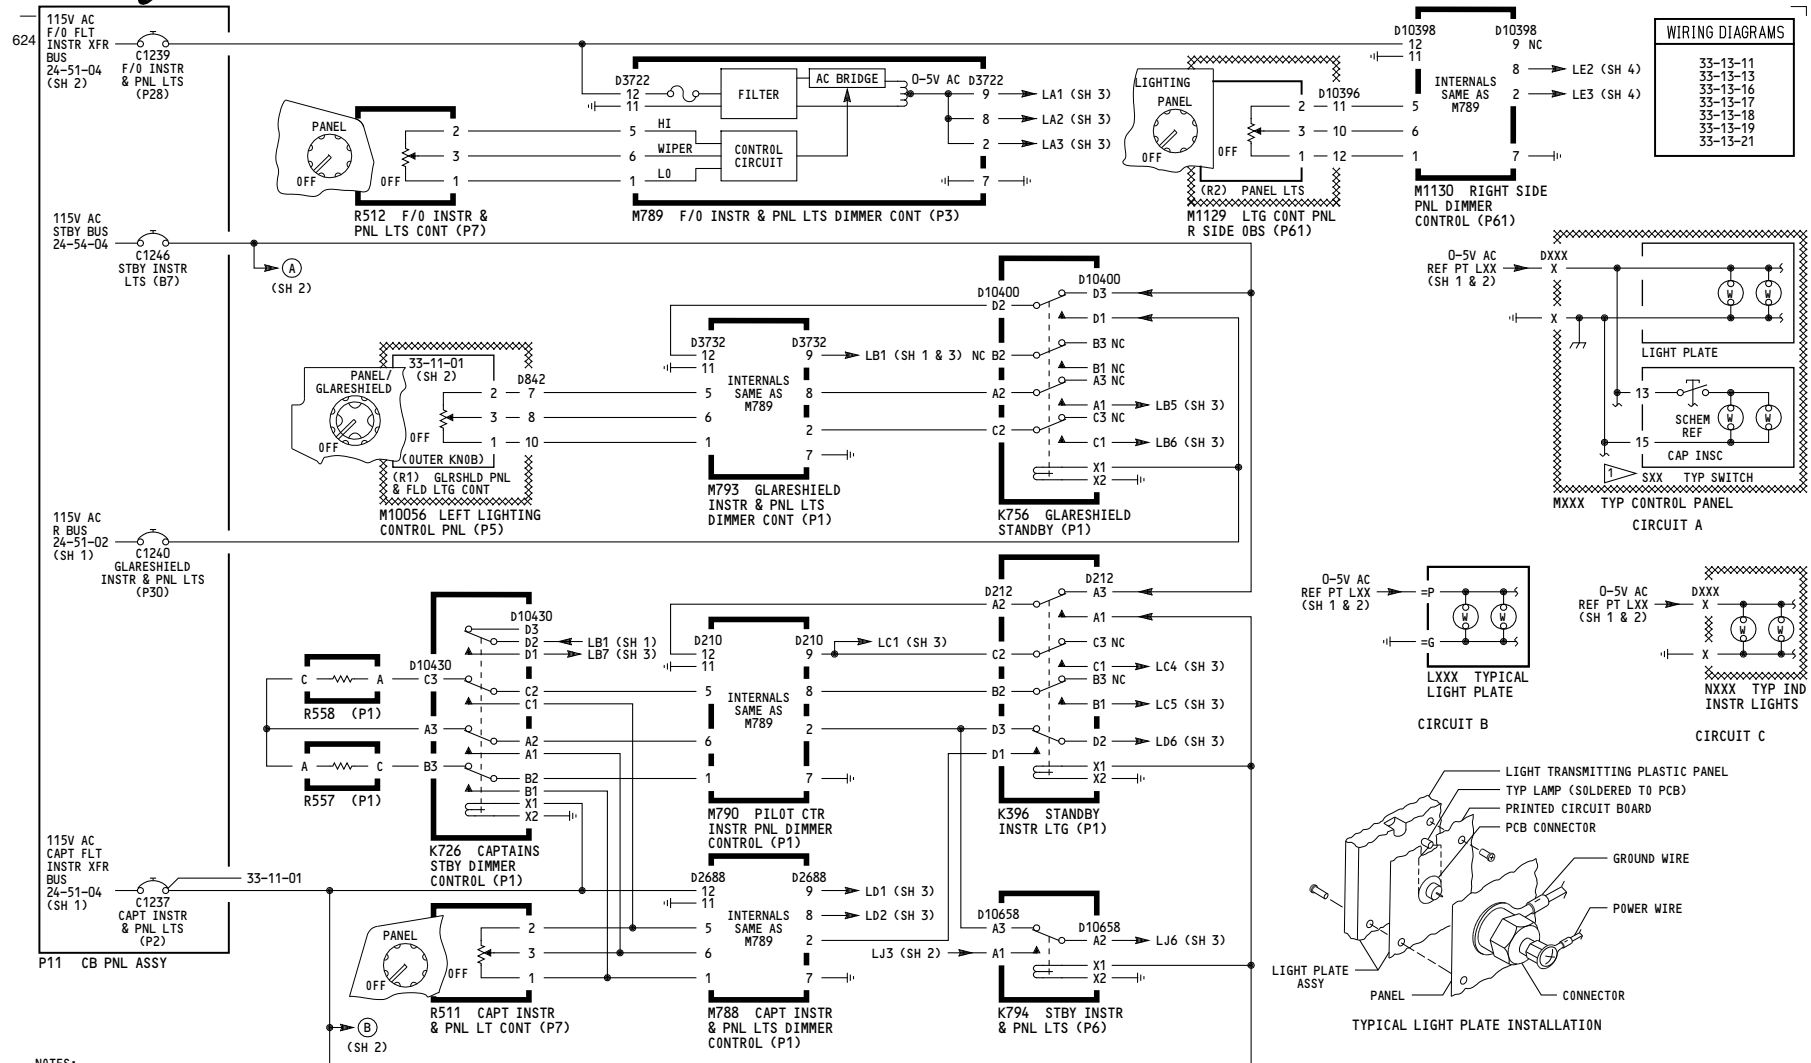 624
115V AC
F/O FLT
INSTR XFR
BUS
24-51-04
(SH 2)
C1239
F/O INSTR
& PNL LTS
(P28)
115V AC
STBY BUS
24-54-04
C1246
STBY INSTR
LTS (B7)
A
(SH 2)
115V AC
R BUS
24-51-02
(SH 1)
C1240
GLARESHIELD
INSTR & PNL LTS
(P30)
115V AC
CAPT FLT
INSTR XFR
BUS
24-51-04
(SH 1)
C1237
CAPT INSTR
& PNL LTS
(P2)
33-11-01
P11 CB PNL ASSY
B
(SH 2)
NOTES:
PANEL
OFF
OFF
2
3
1
R512 F/O INSTR &
PNL LTS CONT (P7)
D3722
12
11
5 HI
6 WIPER
1 LO
FILTER
AC BRIDGE
CONTROL
CIRCUIT
0-5V AC D3722
9 LA1 (SH 3)
8 LA2 (SH 3)
2 LA3 (SH 3)
7
M789 F/O INSTR & PNL LTS DIMMER CONT (P3)
LIGHTING
PANEL
OFF
OFF
D10396
2 11
3 10
1 12
(R2) PANEL LTS
M1129 LTG CONT PNL
R SIDE OBS (P61)
D10398 D10398
12 9 NC
11
8 LE2 (SH 4)
2 LE3 (SH 4)
5
6
1 7
INTERNALS
SAME AS
M789
M1130 RIGHT SIDE
PNL DIMMER
CONTROL (P61)
WIRING DIAGRAMS
33-13-11
33-13-13
33-13-16
33-13-17
33-13-18
33-13-19
33-13-21
33-11-01
(SH 2)
PANEL/
GLARESHIELD
OFF
OFF
D842
2 7
3 8
1 10
(OUTER KNOB)
(R1) GLRSHLD PNL
& FLD LTG CONT
M10056 LEFT LIGHTING
CONTROL PNL (P5)
D3732 D3732
12 9 LB1 (SH 1 & 3)
11
5 8
6 2
1 7
INTERNALS
SAME AS
M789
M793 GLARESHIELD
INSTR & PNL LTS
DIMMER CONT (P1)
D10400 D10400
D2 D3
D1
NC B2 B3 NC
B1 NC
A2 A3 NC
A1 LB5 (SH 3)
C2 C3 NC
C1 LB6 (SH 3)
X1
X2
K756 GLARESHIELD
STANDBY (P1)
C A
R558 (P1)
A C
R557 (P1)
D10430
D10430
D3
D2 LB1 (SH 1)
D1 LB7 (SH 3)
C3 C2
C1
A3 A2
A1
B3 B2
B1
X1
X2
K726 CAPTAINS
STBY DIMMER
CONTROL (P1)
D210 D210
12 9 LC1 (SH 3)
11
5 8
6 2
1 7
INTERNALS
SAME AS
M789
M790 PILOT CTR
INSTR PNL DIMMER
CONTROL (P1)
D212 D212
A2 A3
A1
C2 C3 NC
C1 LC4 (SH 3)
B2 B3 NC
B1 LC5 (SH 3)
D3 D2 LD6 (SH 3)
D1
X1
X2
K396 STANDBY
INSTR LTG (P1)
PANEL
OFF
OFF
2
3
1
R511 CAPT INSTR
& PNL LT CONT (P7)
D2688 D2688
12 9 LD1 (SH 3)
11
8 LD2 (SH 3)
5
6 2
1 7
INTERNALS
SAME AS
M789
M788 CAPT INSTR
& PNL LTS DIMMER
CONTROL (P1)
D10658 D10658
A3 A2 LJ6 (SH 3)
LJ3 (SH 2) A1
X1
X2
K794 STBY INSTR
& PNL LTS (P6)
0-5V AC
REF PT LXX
(SH 1 & 2)
DXXX
X
X
W W
LIGHT PLATE
13
SCHEM
REF
W W
15
CAP INSC
1 SXX TYP SWITCH
MXXX TYP CONTROL PANEL
CIRCUIT A
0-5V AC
REF PT LXX
(SH 1 & 2)
=P
=G
W W
LXXX TYPICAL
LIGHT PLATE
CIRCUIT B
0-5V AC
REF PT LXX
(SH 1 & 2)
DXXX
X
X
W W
NXXX TYP IND
INSTR LIGHTS
CIRCUIT C
LIGHT TRANSMITTING PLASTIC PANEL
TYP LAMP (SOLDERED TO PCB)
PRINTED CIRCUIT BOARD
PCB CONNECTOR
GROUND WIRE
POWER WIRE
LIGHT PLATE
ASSY
PANEL
CONNECTOR
TYPICAL LIGHT PLATE INSTALLATION